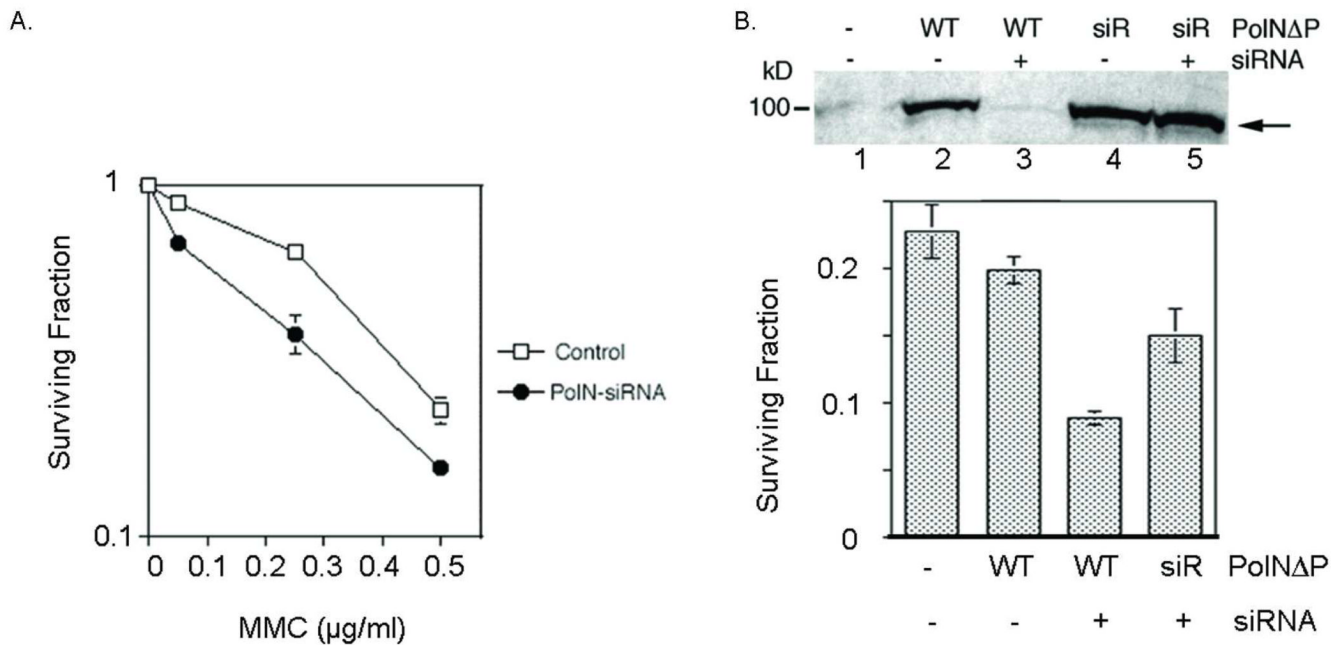 A.
1
0.1
Surviving Fraction
0 0.1 0.2 0.3 0.4 0.5
MMC (µg/ml)
Control
PolN-siRNA
B.
- WT WT siR siR PolNΔP
- - + - + siRNA
kD
100
1 2 3 4 5
0.2
0.1
0
Surviving Fraction
- WT WT siR PolNΔP
- - + + siRNA